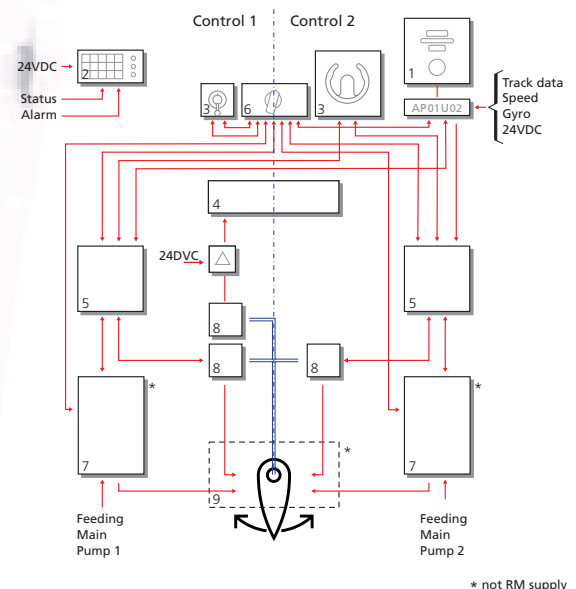 Control 1
Control 2
24VDC
2
Status
Alarm
3
6
3
1
AP01U02
Track data
Speed
Gyro
24VDC
4
24DVC
5
5
8
8
8
*
*
7
7
*
9
Feeding
Main
Pump 1
Feeding
Main
Pump 2
* not RM supply